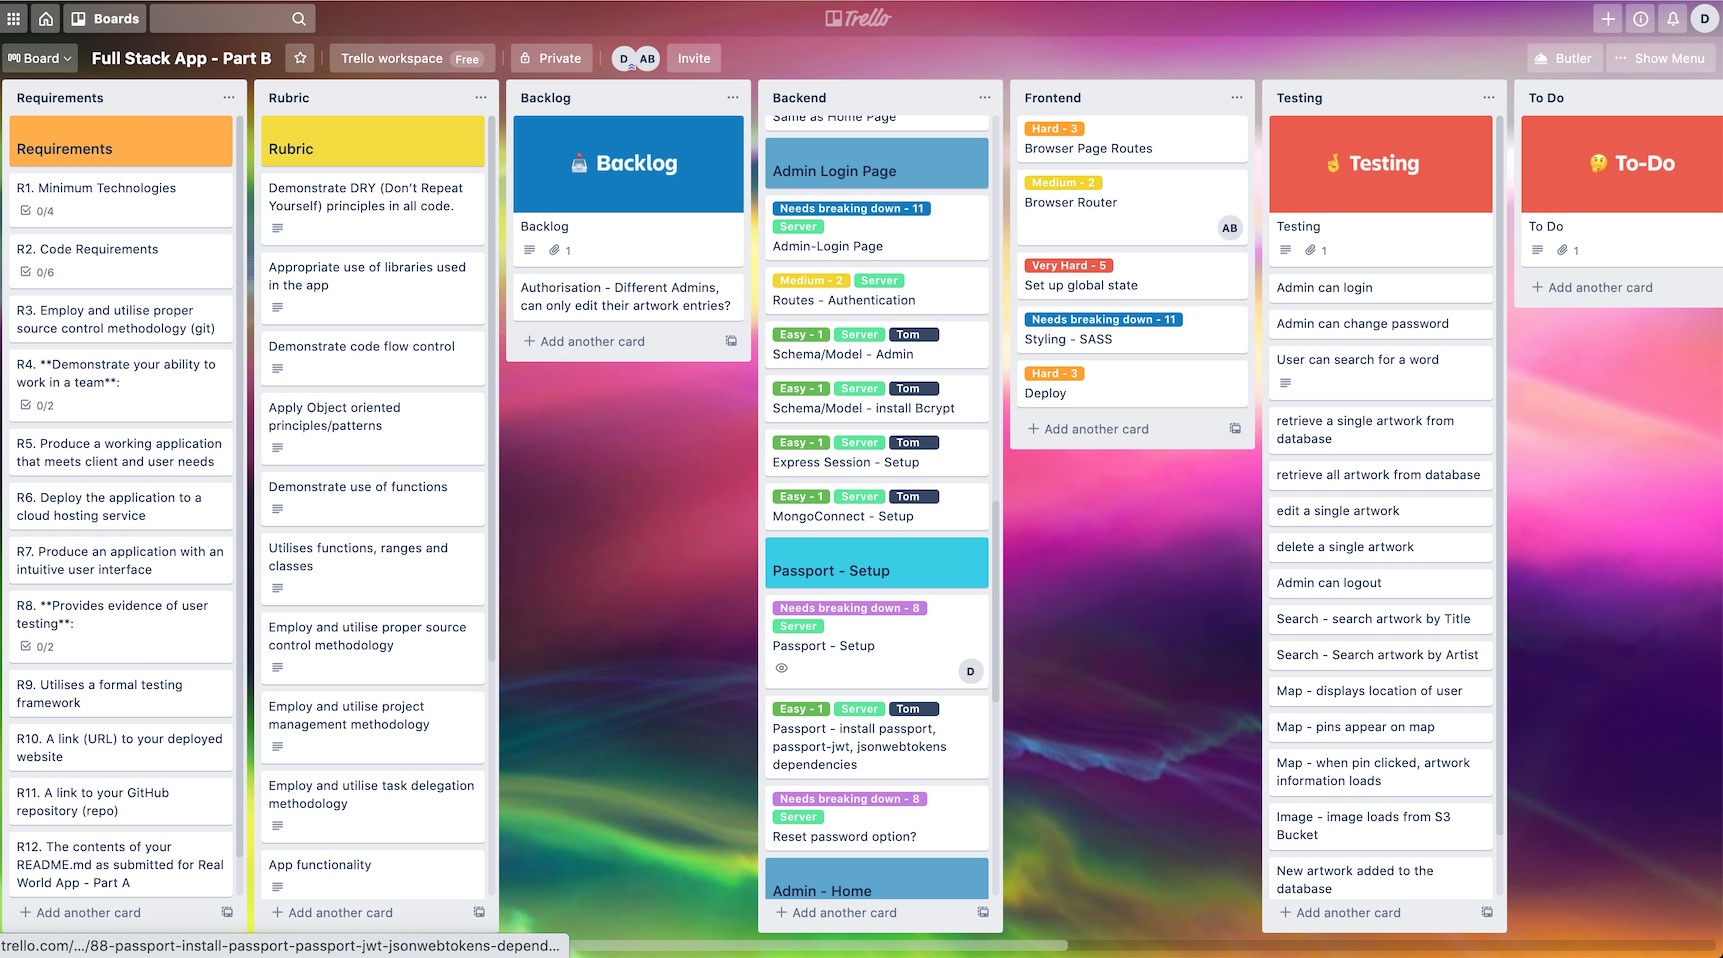 Boards
Trello
D
Board
Full Stack App - Part B
Trello workspace Free
Private
D AB
Invite
Butler
Show Menu
Requirements
Requirements
R1. Minimum Technologies
0/4
R2. Code Requirements
0/6
R3. Employ and utilise proper
source control methodology (git)
R4. **Demonstrate your ability to
work in a team**:
0/2
R5. Produce a working application
that meets client and user needs
R6. Deploy the application to a
cloud hosting service
R7. Produce an application with an
intuitive user interface
R8. **Provides evidence of user
testing**:
0/2
R9. Utilises a formal testing
framework
R10. A link (URL) to your deployed
website
R11. A link to your GitHub
repository (repo)
R12. The contents of your
README.md as submitted for Real
World App - Part A
+ Add another card
Rubric
Rubric
Demonstrate DRY (Don’t Repeat
Yourself) principles in all code.
Appropriate use of libraries used
in the app
Demonstrate code flow control
Apply Object oriented
principles/patterns
Demonstrate use of functions
Utilises functions, ranges and
classes
Employ and utilise proper source
control methodology
Employ and utilise project
management methodology
Employ and utilise task delegation
methodology
App functionality
+ Add another card
Backlog
Backlog
Backlog
1
Authorisation - Different Admins,
can only edit their artwork entries?
+ Add another card
Backend
Same as Home Page
Admin Login Page
Needs breaking down - 11
Server
Admin-Login Page
Medium - 2 Server
Routes - Authentication
Easy - 1 Server Tom
Schema/Model - Admin
Easy - 1 Server Tom
Schema/Model - install Bcrypt
Easy - 1 Server Tom
Express Session - Setup
Easy - 1 Server Tom
MongoConnect - Setup
Passport - Setup
Needs breaking down - 8
Server
Passport - Setup
D
Easy - 1 Server Tom
Passport - install passport,
passport-jwt, jsonwebtokens
dependencies
Needs breaking down - 8
Server
Reset password option?
Admin - Home
+ Add another card
Frontend
Hard - 3
Browser Page Routes
Medium - 2
Browser Router
AB
Very Hard - 5
Set up global state
Needs breaking down - 11
Styling - SASS
Hard - 3
Deploy
+ Add another card
Testing
Testing
Testing
1
Admin can login
Admin can change password
User can search for a word
retrieve a single artwork from
database
retrieve all artwork from database
edit a single artwork
delete a single artwork
Admin can logout
Search - search artwork by Title
Search - Search artwork by Artist
Map - displays location of user
Map - pins appear on map
Map - when pin clicked, artwork
information loads
Image - image loads from S3
Bucket
New artwork added to the
database
+ Add another card
To Do
To-Do
To Do
1
+ Add another card
trello.com/.../88-passport-install-passport-passport-jwt-jsonwebtokens-depend...